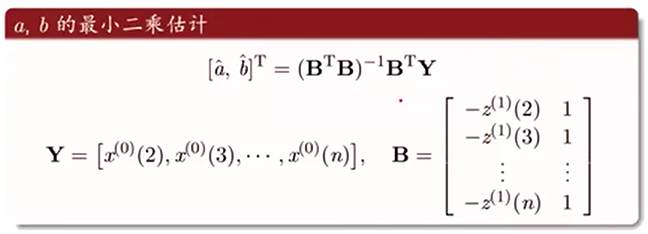 a, b 的最小二乘估计
[â, b̂]ᵀ = (BᵀB)⁻¹BᵀY
Y = [x⁽⁰⁾(2), x⁽⁰⁾(3), ⋯ , x⁽⁰⁾(n)], B = [ −z⁽¹⁾(2) 1
−z⁽¹⁾(3) 1
⋮ ⋮
−z⁽¹⁾(n) 1 ]